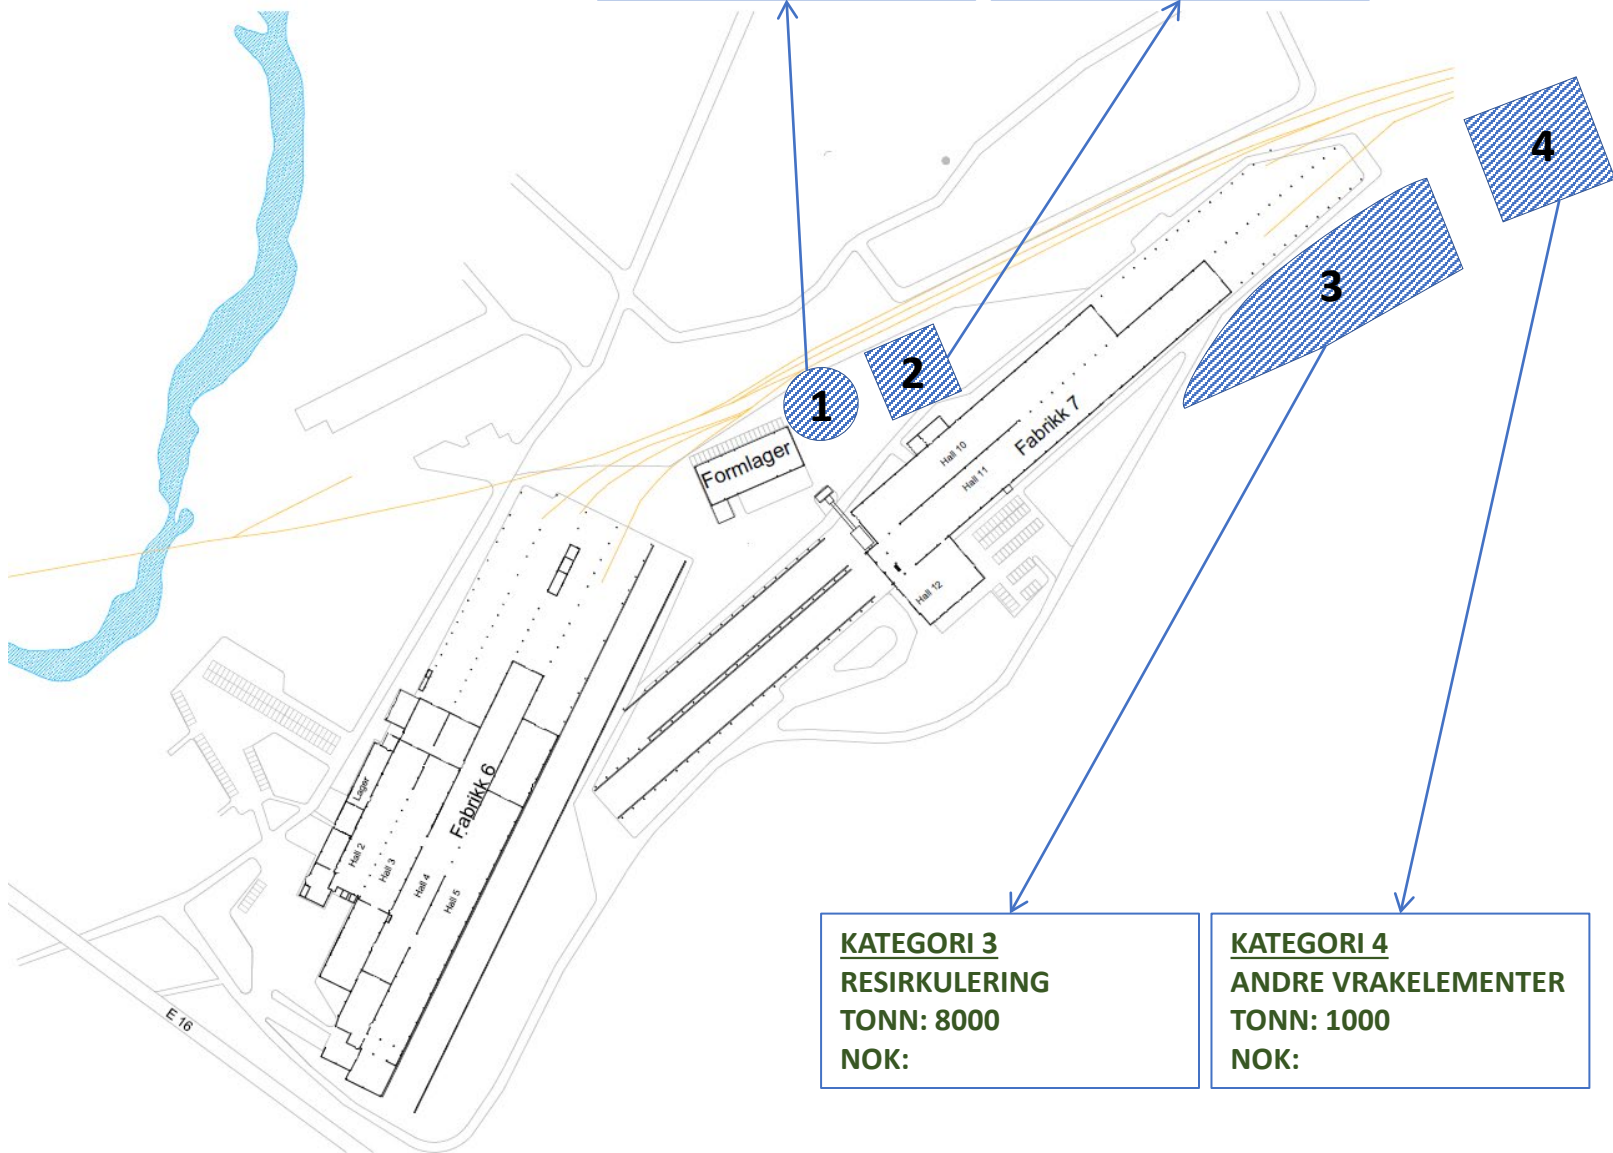 4
3
2
1
Formlager
Hall 10
Hall 11
Fabrikk 7
Hall 12
Lager
Fabrikk 6
Hall 2
Hall 3
Hall 4
Hall 5
E 16
KATEGORI 3
RESIRKULERING
TONN: 8000
NOK:
KATEGORI 4
ANDRE VRAKELEMENTER
TONN: 1000
NOK: